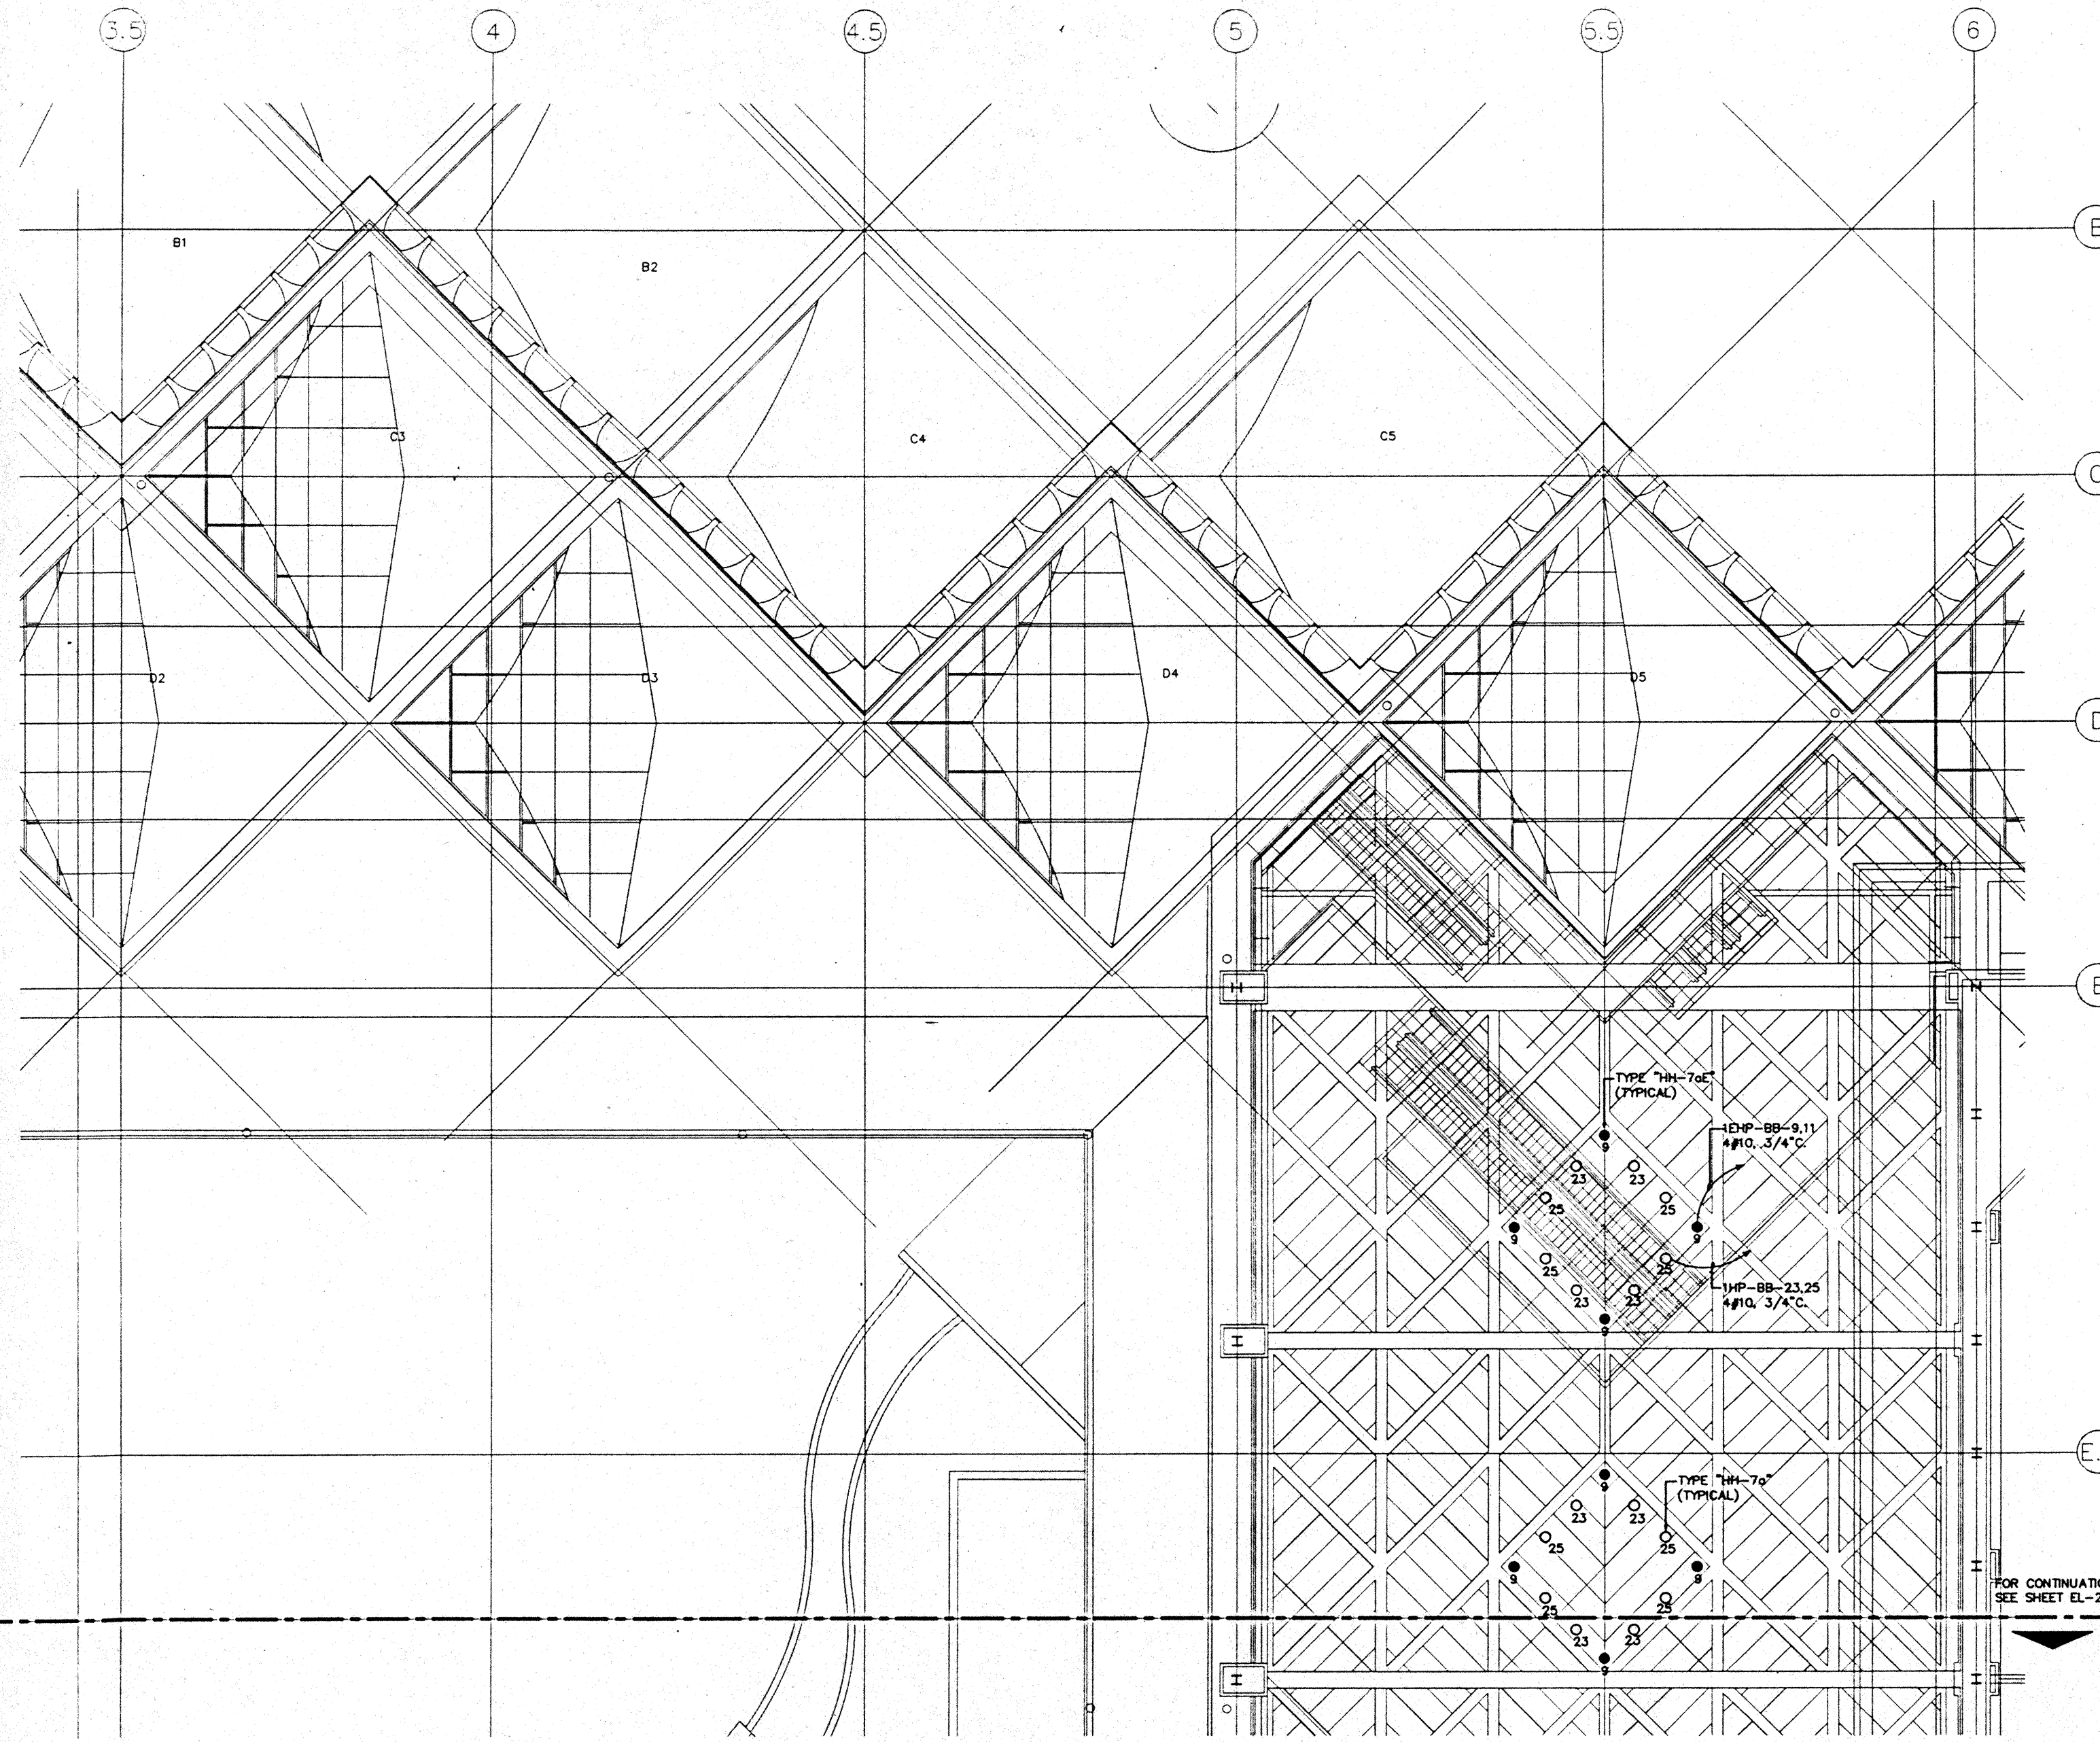 3.5 4 4.5 5 5.5 6
B1
B2
C3
C4
C5
C
D2
D3
D4
D5
D
TYPE "HH-7aE"
(TYPICAL)
9
1EHP-BB-9,11
4#10, 3/4"C.
23 23
25 25
9 9
25 25
1HP-BB-23,25
4#10, 3/4"C.
23 23
9
E.
TYPE "HH-7a"
(TYPICAL)
9
23 23
25 25
9 9
FOR CONTINUATIO
SEE SHEET EL-2
25 25
23 23
9